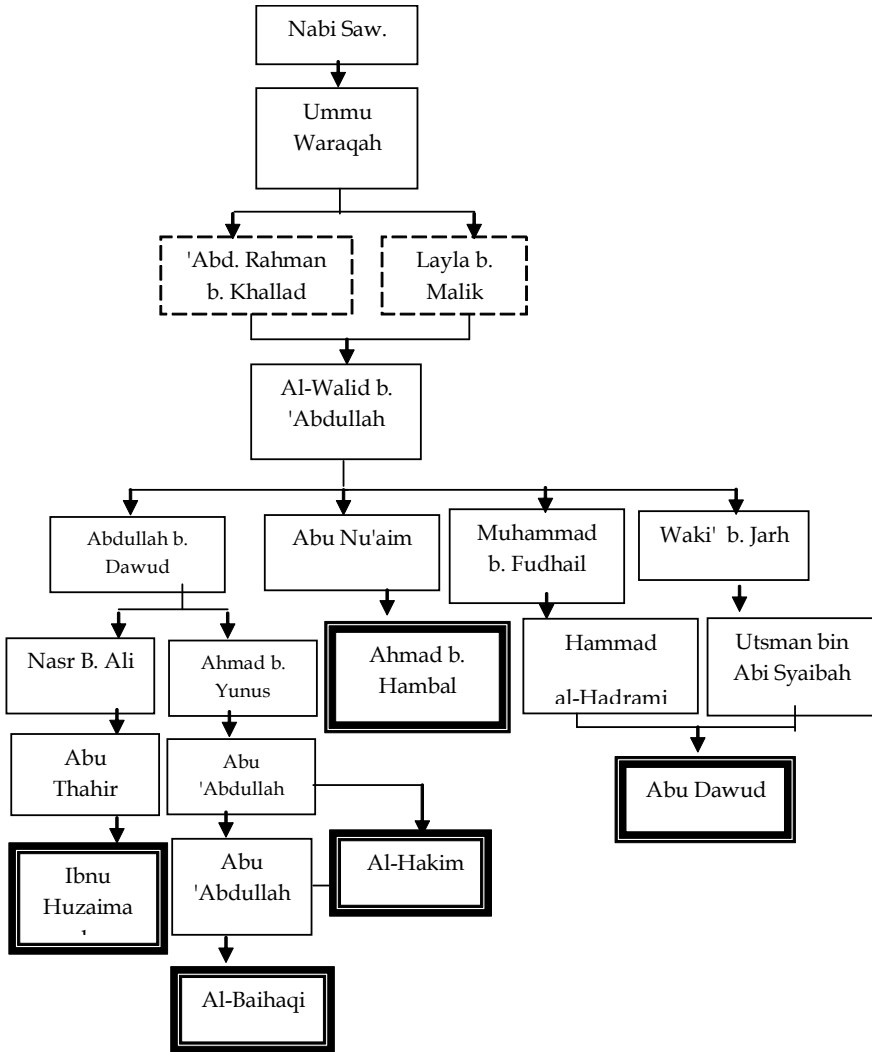 Nabi Saw.
Ummu
Waraqah
'Abd. Rahman
b. Khallad
Layla b.
Malik
Al-Walid b.
'Abdullah
Abdullah b.
Dawud
Abu Nu'aim
Muhammad
b. Fudhail
Waki' b. Jarh
Nasr B. Ali
Ahmad b.
Yunus
Ahmad b.
Hambal
Hammad
al-Hadrami
Utsman bin
Abi Syaibah
Abu
Thahir
Abu
'Abdullah
Abu Dawud
Ibnu
Huzaima
Abu
'Abdullah
Al-Hakim
Al-Baihaqi